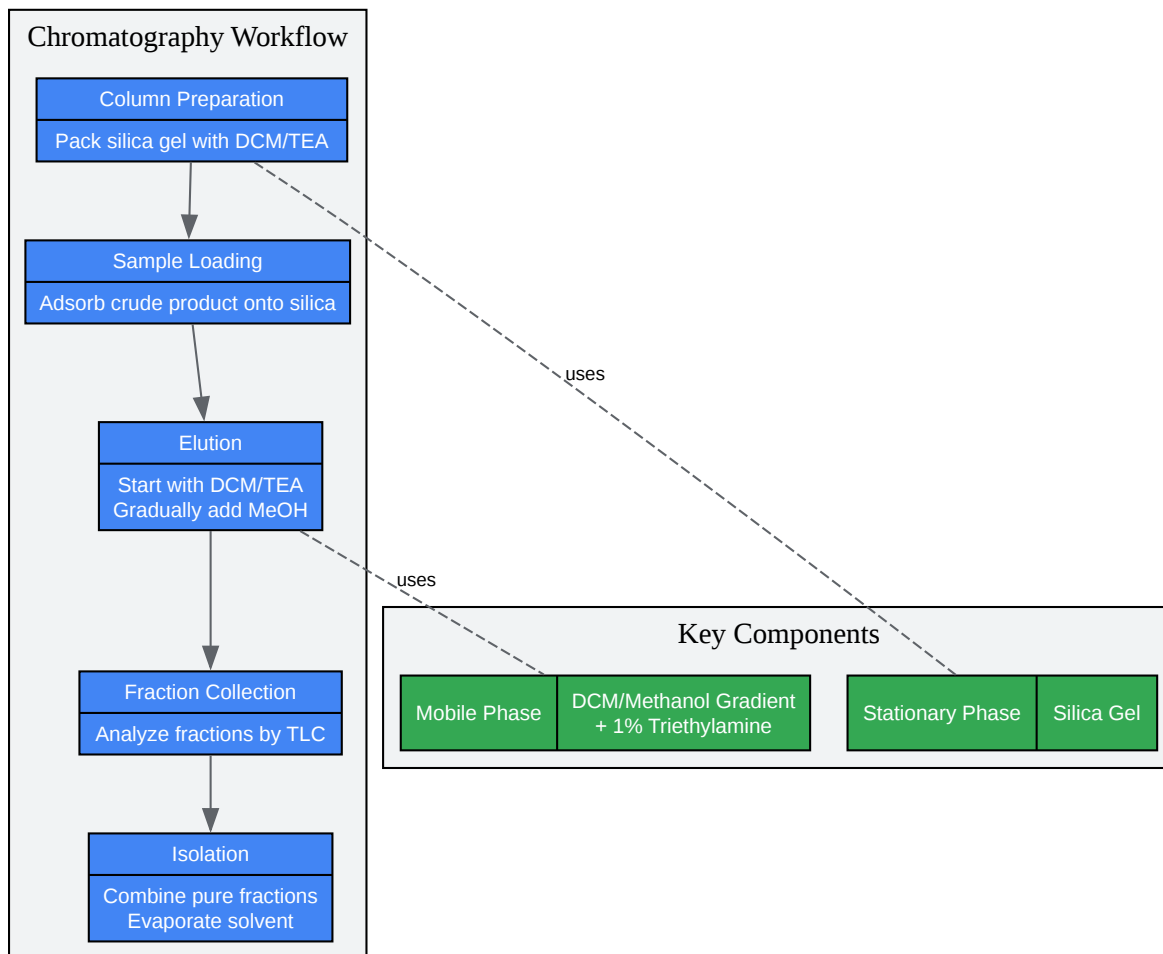 Chromatography Workflow
Column Preparation
Pack silica gel with DCM/TEA
Sample Loading
Adsorb crude product onto silica
uses
Elution
Start with DCM/TEA
Gradually add MeOH
uses
Key Components
Mobile Phase
DCM/Methanol Gradient
+ 1% Triethylamine
Stationary Phase
Silica Gel
Fraction Collection
Analyze fractions by TLC
Isolation
Combine pure fractions
Evaporate solvent